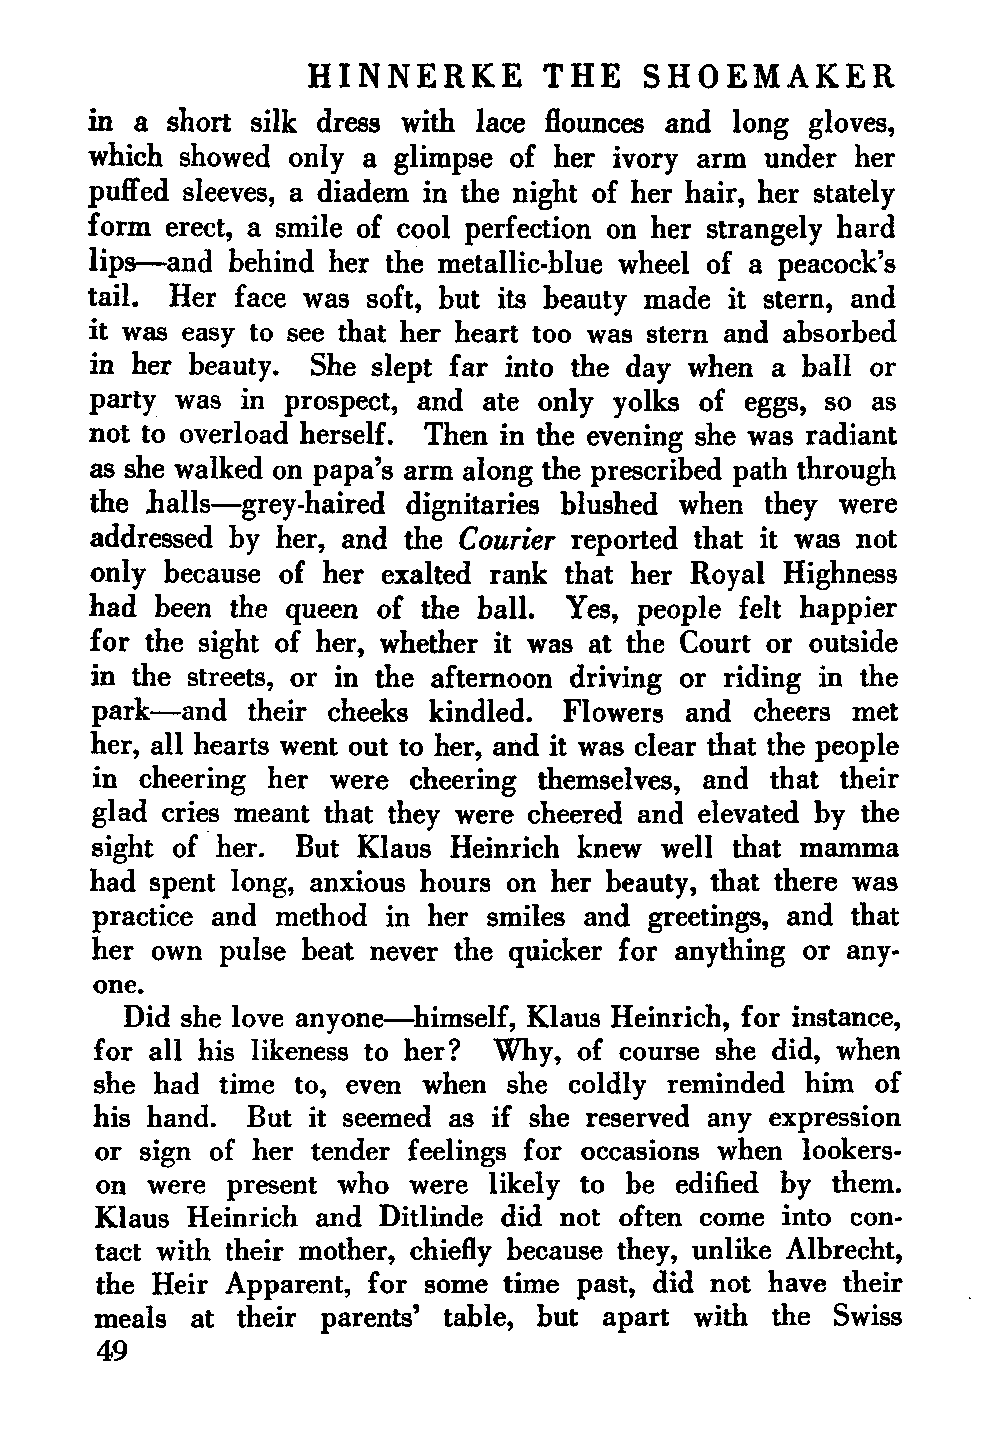 HINNERKE THE SHOEMAKER
in a short silk dress with lace flounces and long gloves,
which showed only a glimpse of her ivory arm under her
puffed sleeves, a diadem in the night of her hair, her stately
form erect, a smile of cool perfection on her strangely hard
lips—and behind her the metallic-blue wheel of a peacock's
tail. Her face was soft, but its beauty made it stern, and
it was easy to see that her heart too was stern and absorbed
in her beauty. She slept far into the day when a ball or
party was in prospect, and ate only yolks of eggs, so as
not to overload herself. Then in the evening she was radiant
as she walked on papa's arm along the prescribed path through
the halls—grey-haired dignitaries blushed when they were
addressed by her, and the Courier reported that it was not
only because of her exalted rank that her Royal Highness
had been the queen of the ball. Yes, people felt happier
for the sight of her, whether it was at the Court or outside
in the streets, or in the afternoon driving or riding in the
park—and their cheeks kindled. Flowers and cheers met
her, all hearts went out to her, and it was clear that the people
in cheering her were cheering themselves, and that their
glad cries meant that they were cheered and elevated by the
sight of her. But Klaus Heinrich knew well that mamma
had spent long, anxious hours on her beauty, that there was
practice and method in her smiles and greetings, and that
her own pulse beat never the quicker for anything or any-
one.
Did she love anyone—himself, Klaus Heinrich, for instance,
for all his likeness to her? Why, of course she did, when
she had time to, even when she coldly reminded him of
his hand. But it seemed as if she reserved any expression
or sign of her tender feelings for occasions when lookers-
on were present who were likely to be edified by them.
Klaus Heinrich and Ditlinde did not often come into con-
tact with their mother, chiefly because they, unlike Albrecht,
the Heir Apparent, for some time past, did not have their
meals at their parents' table, but apart with the Swiss
49